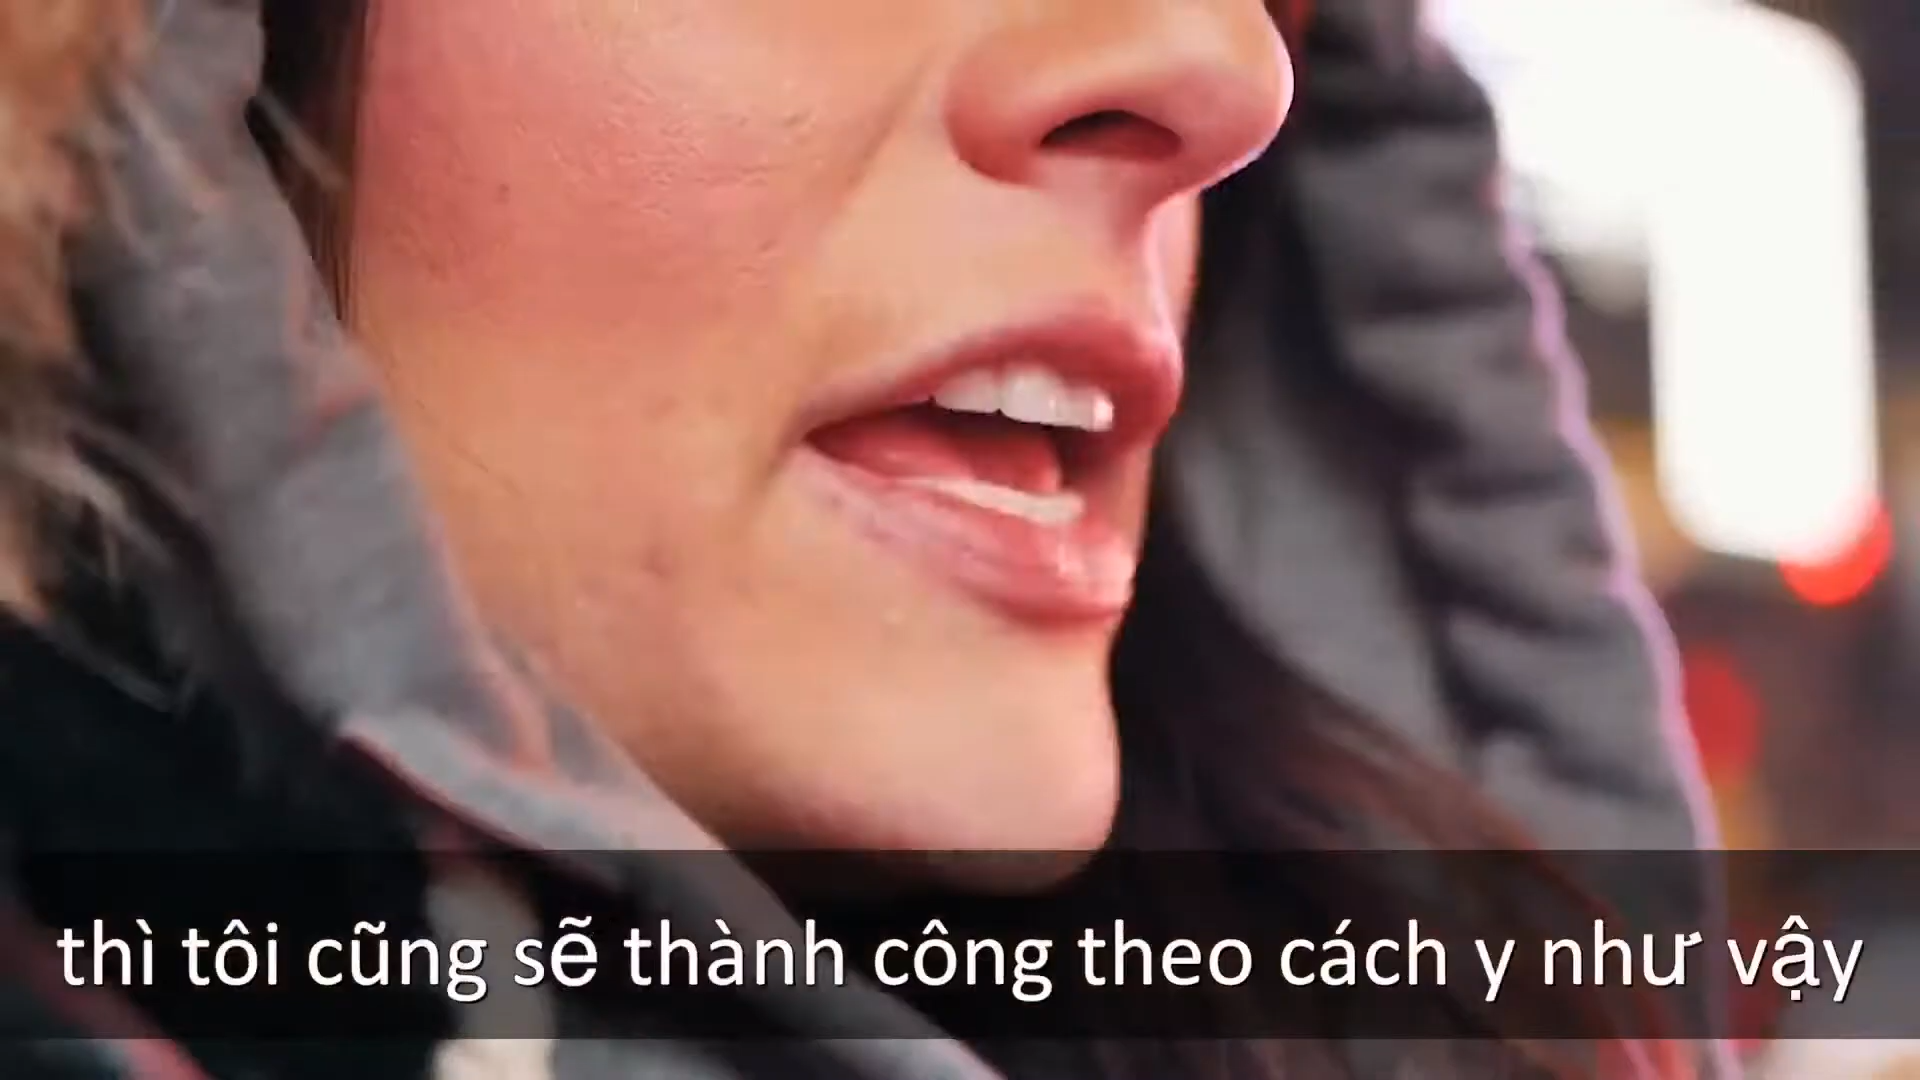 thì tôi cũng sẽ thành công theo cách y như vậy